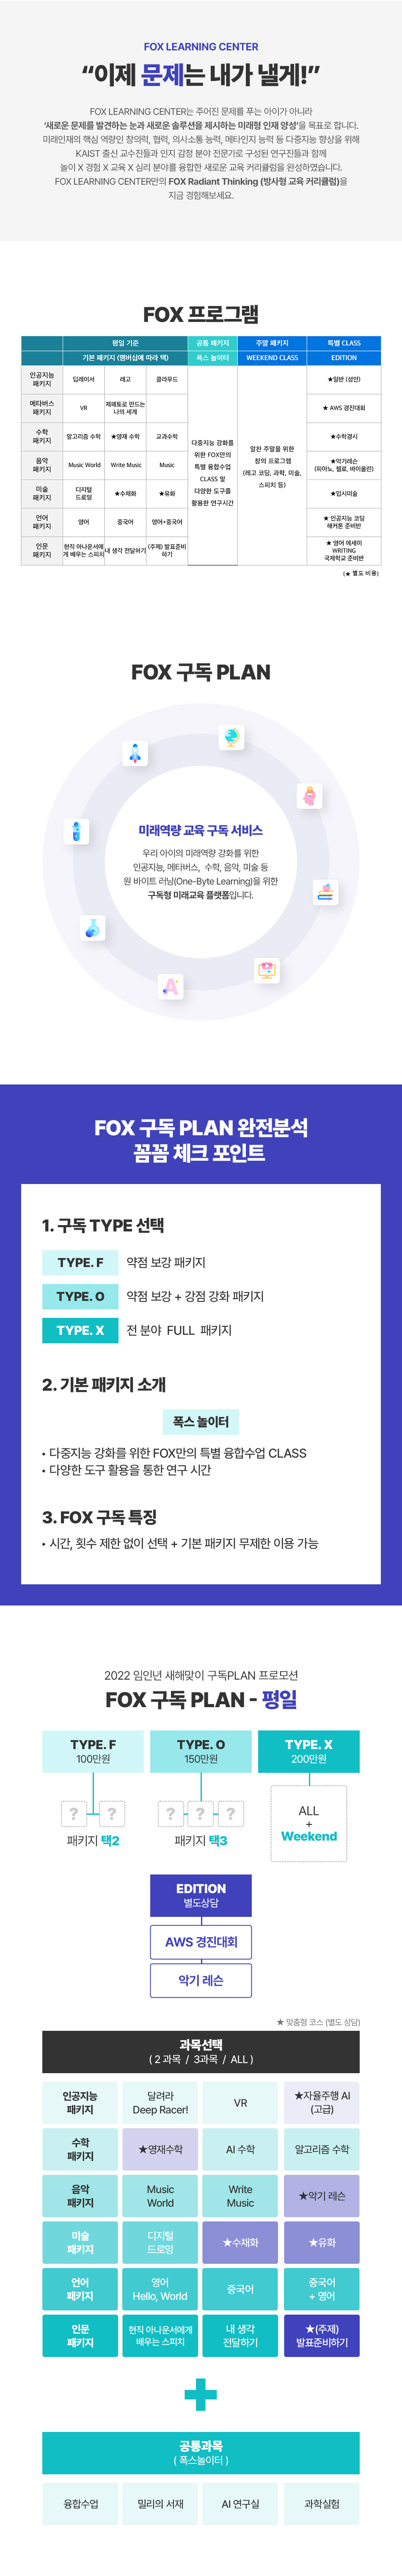 FOX LEARNING CENTER
“이제 문제는 내가 낼게!”
FOX LEARNING CENTER는 주어진 문제를 푸는 아이가 아니라
‘새로운 문제를 발견하는 눈과 새로운 솔루션을 제시하는 미래형 인재 양성’을 목표로 합니다.
미래인재의 핵심 역량인 창의력, 협력, 의사소통 능력, 메타인지 능력 등 다중지능 향상을 위해
KAIST 출신 교수진들과 인지 감정 분야 전문가로 구성된 연구진들과 함께
놀이 X 경험 X 교육 X 심리 분야를 융합한 새로운 교육 커리큘럼을 완성하였습니다.
FOX LEARNING CENTER만의 FOX Radiant Thinking (방사형 교육 커리큘럼)을
지금 경험해보세요.
FOX 프로그램
평일 기준 공통 패키지 주말 패키지 특별 CLASS
기본 패키지 (멤버십에 따라 택) 폭스 놀이터 WEEKEND CLASS EDITION
인공지능
패키지
딥레이서 레고 클라우드 ★일반 (성인)
메타버스
패키지
VR
제페토로 만드는
나의 세계
★ AWS 경진대회
수학
패키지
알고리즘 수학 ★영재 수학 교과수학 ★수학경시
음악
패키지
Music World Write Music Music
★악기레슨
(피아노, 첼로, 바이올린)
미술
패키지
디지털
드로잉
★수채화 ★유화 ★입시미술
언어
패키지
영어 중국어 영어+중국어
★ 인공지능 코딩
해커톤 준비반
인문
패키지
현직 아나운서에
게 배우는 스피치
내 생각 전달하기
(주제) 발표준비
하기
★ 영어 에세이
WRITING
국제학교 준비반
다중지능 강화를
위한 FOX만의
특별 융합수업
CLASS 및
다양한 도구를
활용한 연구시간
알찬 주말을 위한
창의 프로그램
(레고 코딩, 과학, 미술,
스피치 등)
(★ 별도 비용)
FOX 구독 PLAN
미래역량 교육 구독 서비스
우리 아이의 미래역량 강화를 위한
인공지능, 메타버스, 수학, 음악, 미술 등
원 바이트 러닝(One-Byte Learning)을 위한
구독형 미래교육 플랫폼입니다.
A
FOX 구독 PLAN 완전분석
꼼꼼 체크 포인트
1. 구독 TYPE 선택
TYPE. F 약점 보강 패키지
TYPE. O 약점 보강 + 강점 강화 패키지
TYPE. X 전 분야 FULL 패키지
2. 기본 패키지 소개
폭스 놀이터
• 다중지능 강화를 위한 FOX만의 특별 융합수업 CLASS
• 다양한 도구 활용을 통한 연구 시간
3. FOX 구독 특징
• 시간, 횟수 제한 없이 선택 + 기본 패키지 무제한 이용 가능
2022 임인년 새해맞이 구독PLAN 프로모션
FOX 구독 PLAN - 평일
TYPE. F TYPE. O TYPE. X
100만원 150만원 200만원
? ? ? ? ?
패키지 택2 패키지 택3
ALL
+
Weekend
EDITION
별도상담
AWS 경진대회
악기 레슨
★ 맞춤형 코스 (별도 상담)
과목선택
( 2 과목 / 3과목 / ALL )
인공지능
패키지
달려라
Deep Racer!
VR
★자율주행 AI
(고급)
수학
패키지
★영재수학 AI 수학 알고리즘 수학
음악
패키지
Music
World
Write
Music
★악기 레슨
미술
패키지
디지털
드로잉
★수채화 ★유화
언어
패키지
영어
Hello, World
중국어
중국어
+ 영어
인문
패키지
현직 아나운서에게
배우는 스피치
내 생각
전달하기
★(주제)
발표준비하기
공통과목
( 폭스놀이터 )
융합수업 밀리의 서재 AI 연구실 과학실험